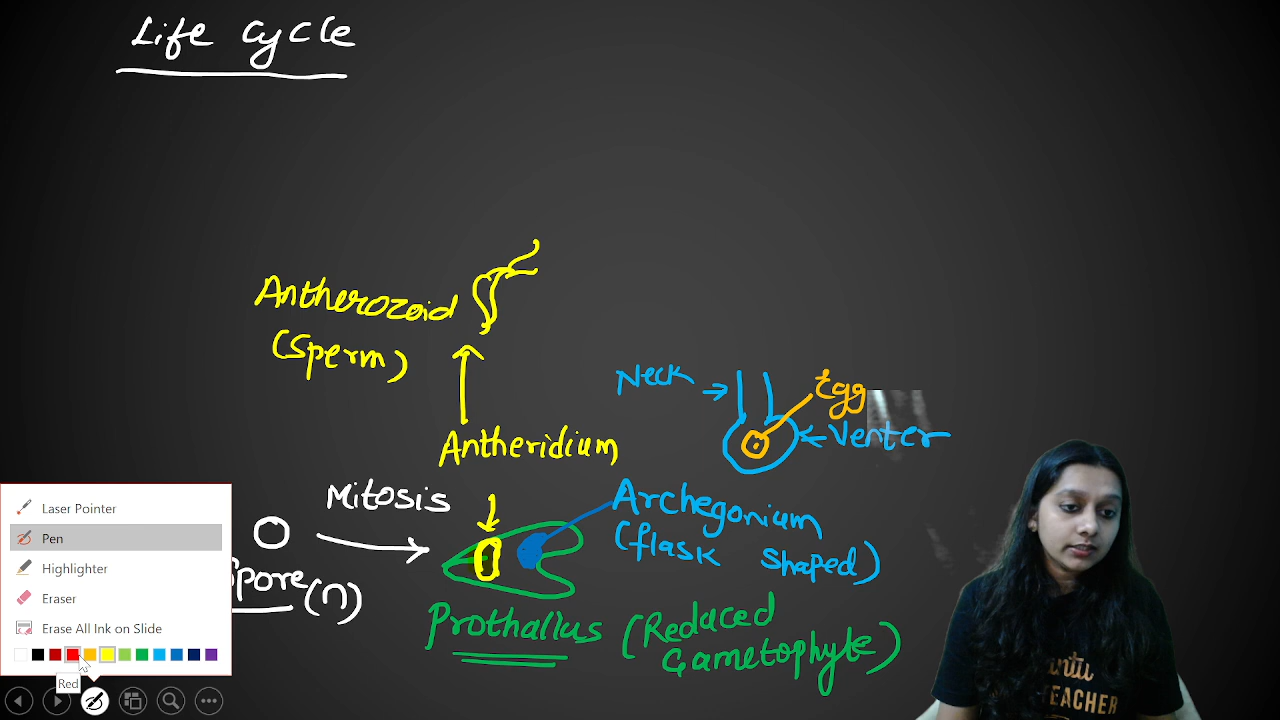 Life Cycle
Antherozoid
(Sperm)
Neck
Egg
Venter
Antheridium
Mitosis
Archegonium
(flask shaped)
Spore (n)
Prothallus (Reduced
Gametophyte)
Laser Pointer
Pen
Highlighter
Eraser
Erase All Ink on Slide
Red
TEACHER